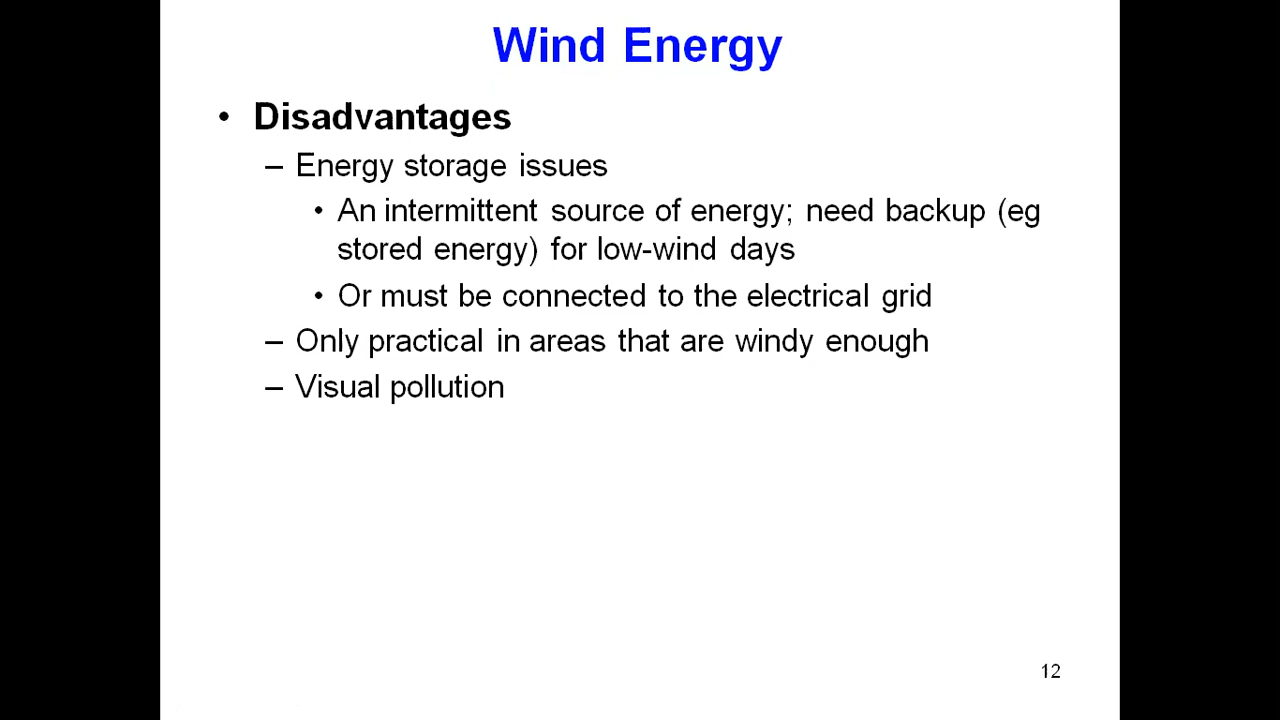 Wind Energy
• Disadvantages
– Energy storage issues
• An intermittent source of energy; need backup (eg
stored energy) for low-wind days
• Or must be connected to the electrical grid
– Only practical in areas that are windy enough
– Visual pollution
12